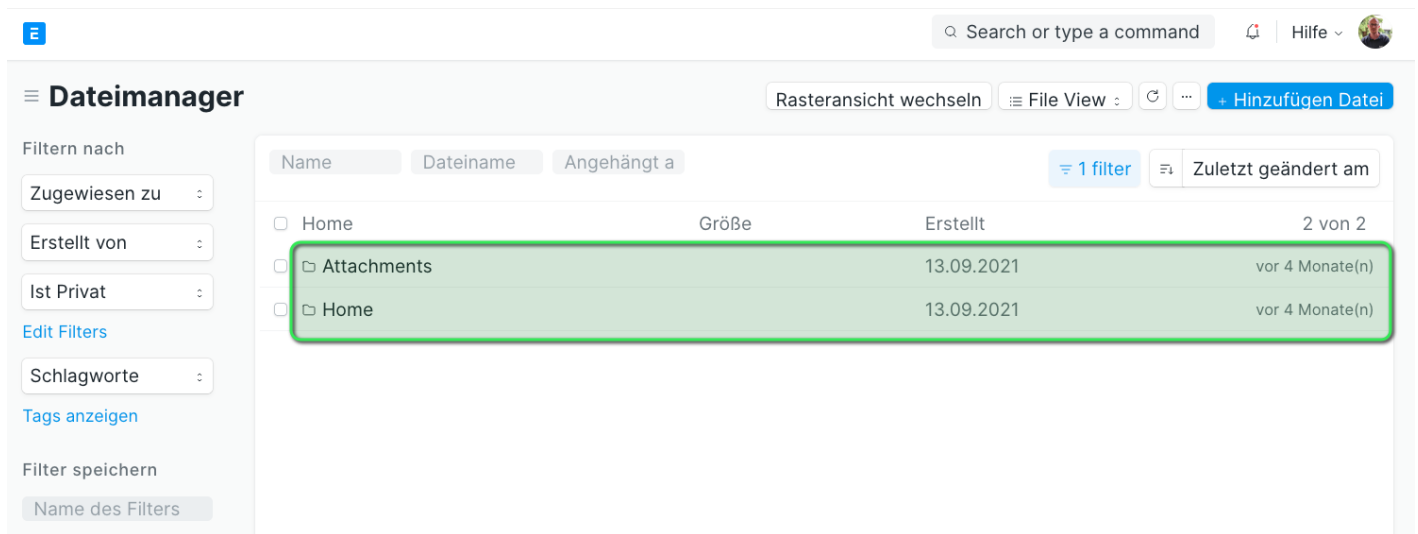 E
Search or type a command
Hilfe
Dateimanager
Rasteransicht wechseln
File View
...
+ Hinzufügen Datei
Filtern nach
Zugewiesen zu
Erstellt von
Ist Privat
Edit Filters
Schlagworte
Tags anzeigen
Filter speichern
Name des Filters
Name Dateiname Angehängt a
1 filter
Zuletzt geändert am
Home Größe Erstellt 2 von 2
Attachments 13.09.2021 vor 4 Monate(n)
Home 13.09.2021 vor 4 Monate(n)